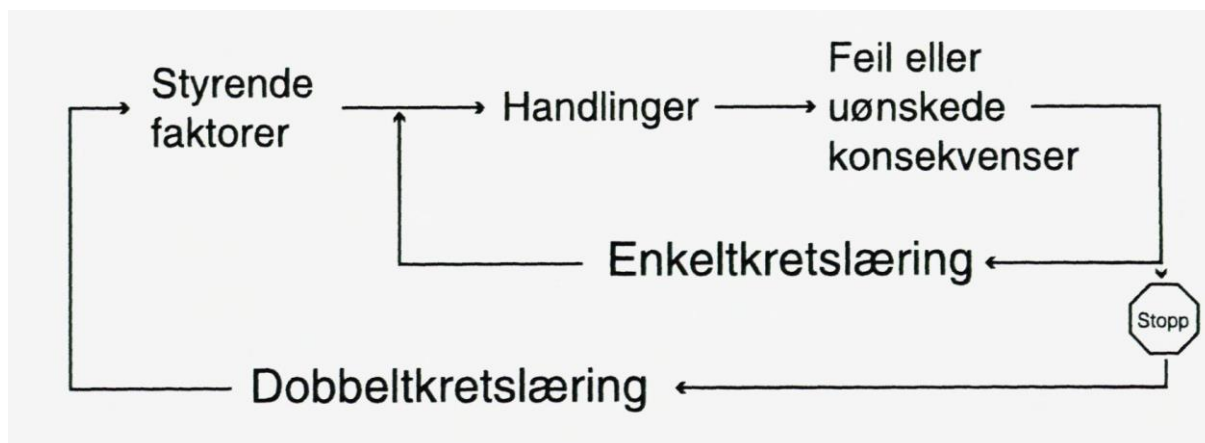 Styrende
faktorer
Handlinger
Feil eller
uønskede
konsekvenser
Enkeltkretslæring
Stopp
Dobbeltkretslæring